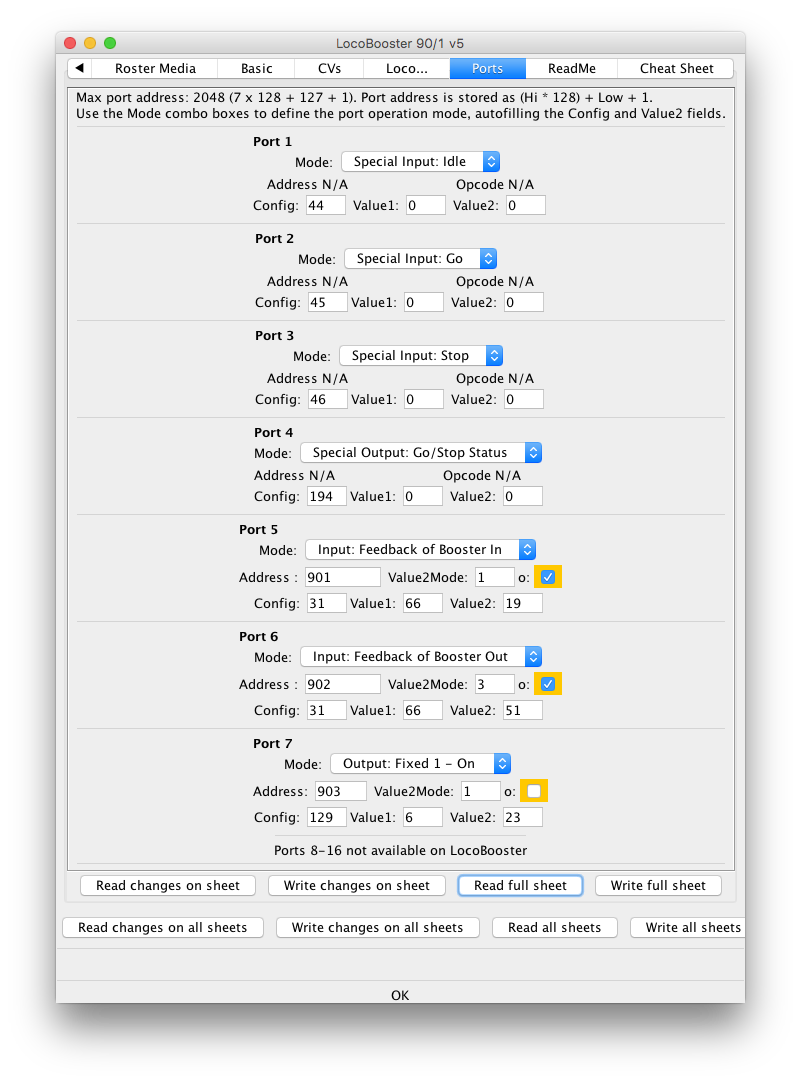 LocoBooster 90/1 v5
◀ Roster Media Basic CVs Loco... Ports ReadMe Cheat Sheet
Max port address: 2048 (7 x 128 + 127 + 1). Port address is stored as (Hi * 128) + Low + 1.
Use the Mode combo boxes to define the port operation mode, autofilling the Config and Value2 fields.
Port 1
Mode: Special Input: Idle
Address N/A Opcode N/A
Config: 44 Value1: 0 Value2: 0
Port 2
Mode: Special Input: Go
Address N/A Opcode N/A
Config: 45 Value1: 0 Value2: 0
Port 3
Mode: Special Input: Stop
Address N/A Opcode N/A
Config: 46 Value1: 0 Value2: 0
Port 4
Mode: Special Output: Go/Stop Status
Address N/A Opcode N/A
Config: 194 Value1: 0 Value2: 0
Port 5
Mode: Input: Feedback of Booster In
Address : 901 Value2Mode: 1 o:
Config: 31 Value1: 66 Value2: 19
Port 6
Mode: Input: Feedback of Booster Out
Address : 902 Value2Mode: 3 o:
Config: 31 Value1: 66 Value2: 51
Port 7
Mode: Output: Fixed 1 - On
Address: 903 Value2Mode: 1 o:
Config: 129 Value1: 6 Value2: 23
Ports 8-16 not available on LocoBooster
Read changes on sheet Write changes on sheet Read full sheet Write full sheet
Read changes on all sheets Write changes on all sheets Read all sheets Write all sheets
OK